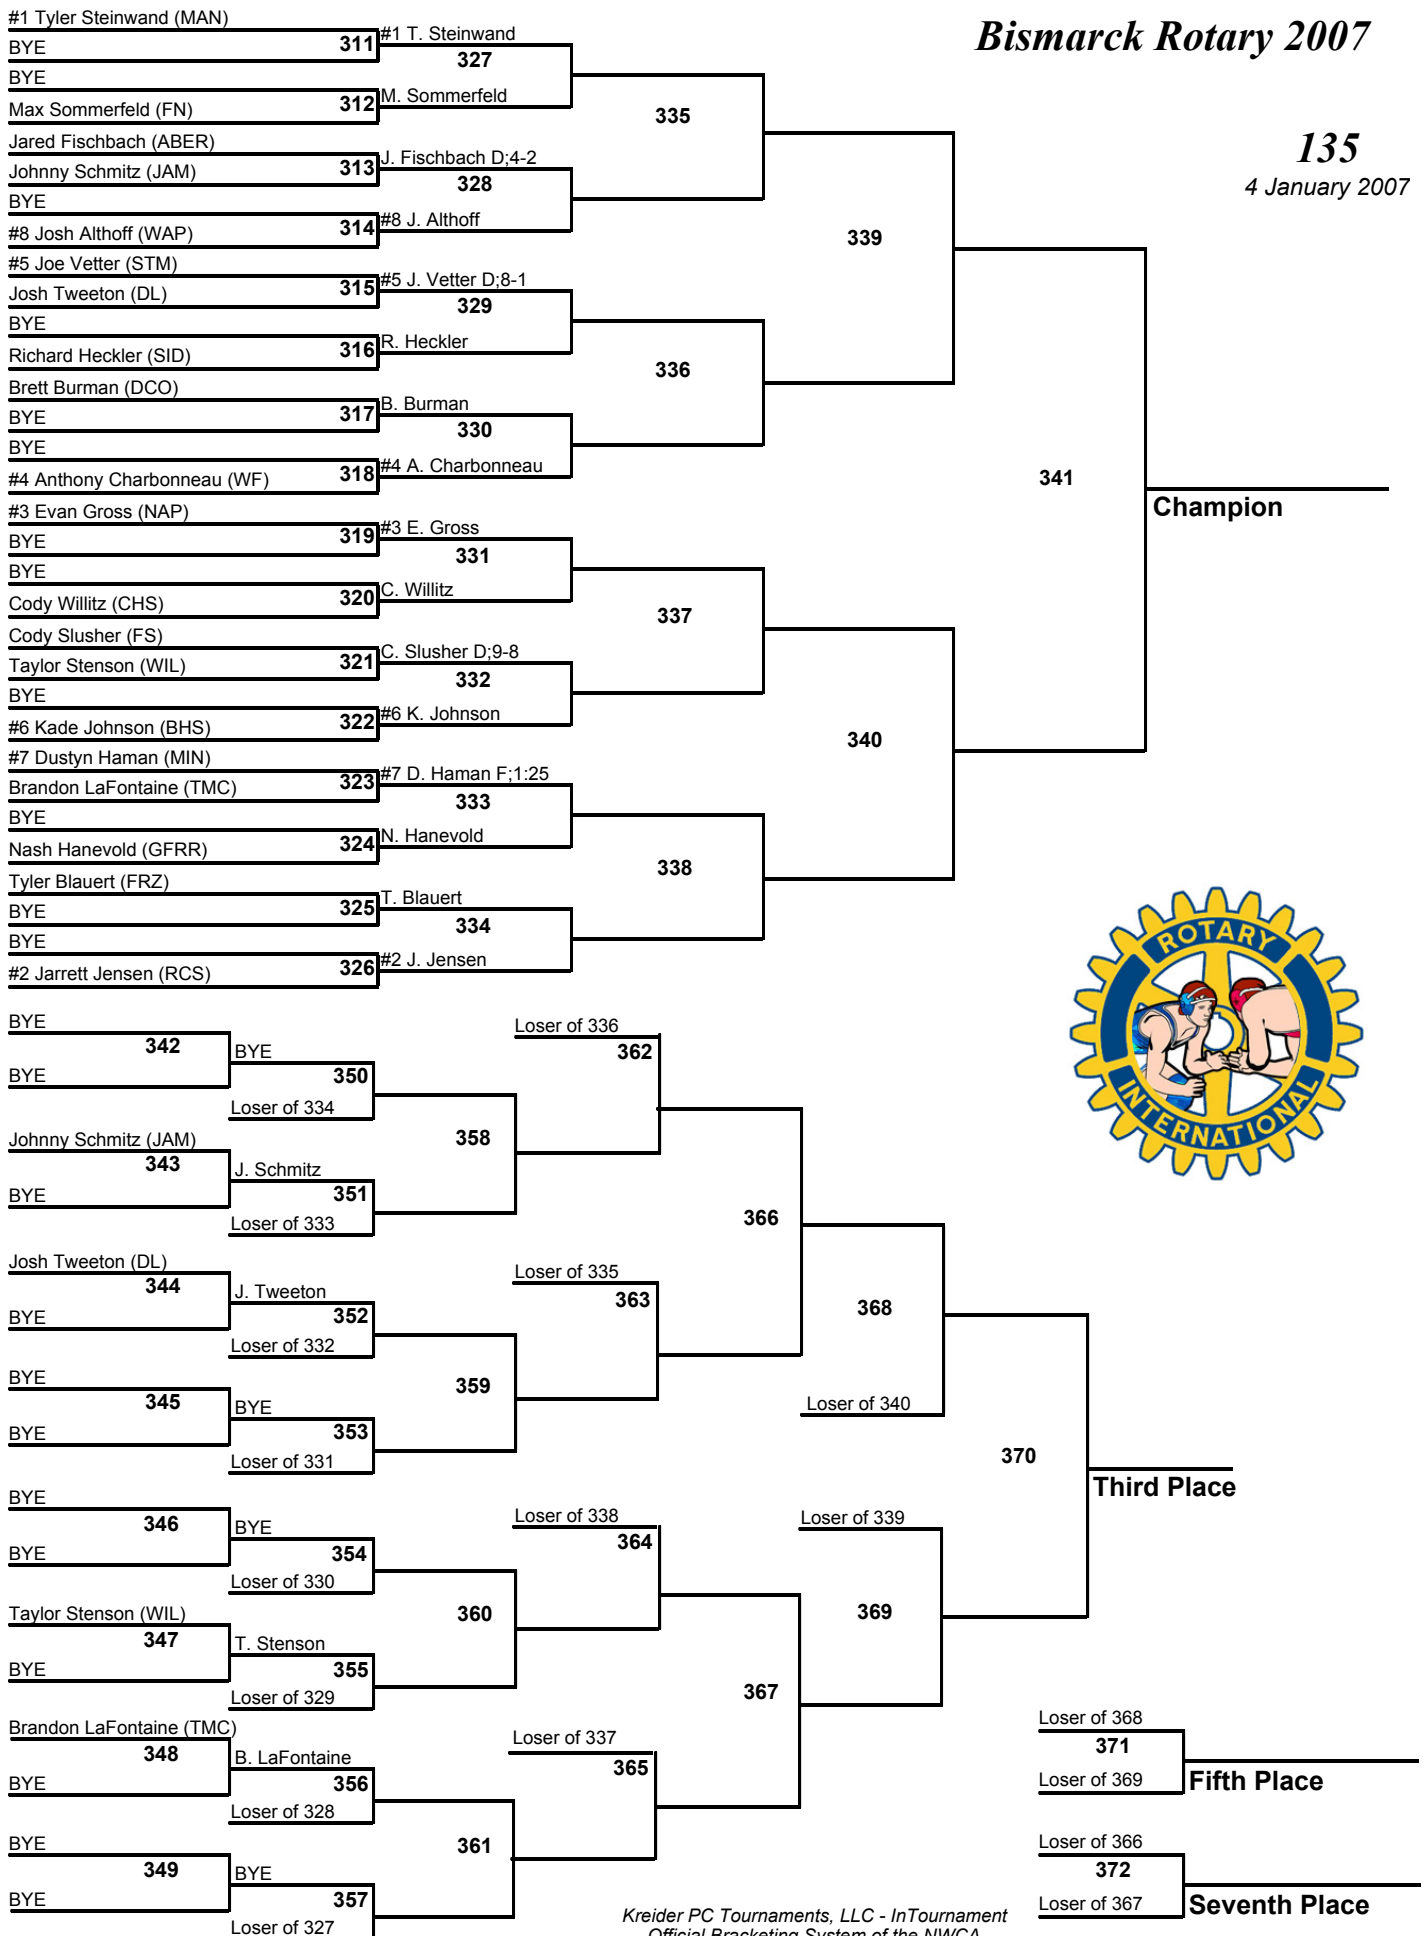 #1 Tyler Steinwand (MAN)
BYE
311
BYE
Max Sommerfeld (FN)
312
Jared Fischbach (ABER)
Johnny Schmitz (JAM)
313
BYE
#8 Josh Althoff (WAP)
314
#5 Joe Vetter (STM)
Josh Tweeton (DL)
315
BYE
Richard Heckler (SID)
316
Brett Burman (DCO)
BYE
317
BYE
#4 Anthony Charbonneau (WF)
318
#3 Evan Gross (NAP)
BYE
319
BYE
Cody Willitz (CHS)
320
Cody Slusher (FS)
Taylor Stenson (WIL)
321
BYE
#6 Kade Johnson (BHS)
322
#7 Dustyn Haman (MIN)
Brandon LaFontaine (TMC)
323
BYE
Nash Hanevold (GFRR)
324
Tyler Blauert (FRZ)
BYE
325
BYE
#2 Jarrett Jensen (RCS)
326
#1 T. Steinwand
327
M. Sommerfeld
J. Fischbach D;4-2
328
#8 J. Althoff
#5 J. Vetter D;8-1
329
R. Heckler
B. Burman
330
#4 A. Charbonneau
#3 E. Gross
331
C. Willitz
C. Slusher D;9-8
332
#6 K. Johnson
#7 D. Haman F;1:25
333
N. Hanevold
T. Blauert
334
#2 J. Jensen
335
336
337
338
339
340
341
Champion
Bismarck Rotary 2007
135
4 January 2007
ROTARY
INTERNATIONAL
BYE
342
BYE
Johnny Schmitz (JAM)
343
BYE
Josh Tweeton (DL)
344
BYE
BYE
345
BYE
BYE
346
BYE
Taylor Stenson (WIL)
347
BYE
Brandon LaFontaine (TMC)
348
BYE
BYE
349
BYE
BYE
350
Loser of 334
J. Schmitz
351
Loser of 333
J. Tweeton
352
Loser of 332
BYE
353
Loser of 331
BYE
354
Loser of 330
T. Stenson
355
Loser of 329
B. LaFontaine
356
Loser of 328
BYE
357
Loser of 327
358
359
360
361
Loser of 336
362
Loser of 335
363
Loser of 338
364
Loser of 337
365
366
367
368
Loser of 340
Loser of 339
369
370
Third Place
Loser of 368
371
Loser of 369
Fifth Place
Loser of 366
372
Loser of 367
Seventh Place
Kreider PC Tournaments, LLC - InTournament
Official Bracketing System of the NWCA